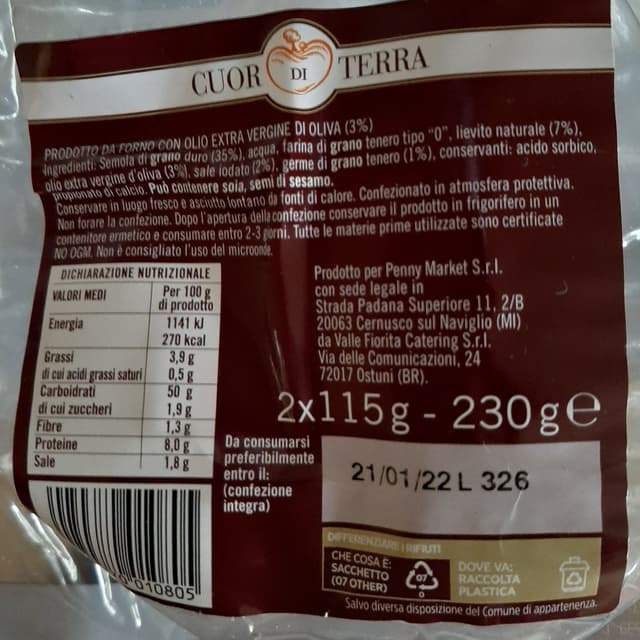 CUOR DI TERRA
PRODOTTO DA FORNO CON OLIO EXTRA VERGINE DI OLIVA (3%)
Ingredienti: Semola di grano duro (35%), acqua, farina di grano tenero tipo "0", lievito naturale (7%),
olio extra vergine d'oliva (3%), sale iodato (2%), germe di grano tenero (1%), conservanti: acido sorbico,
propionato di calcio. Può contenere soia, semi di sesamo.
Conservare in luogo fresco e asciutto lontano da fonti di calore. Confezionato in atmosfera protettiva.
Non forare la confezione. Dopo l'apertura della confezione conservare il prodotto in frigorifero in un
contenitore ermetico e consumare entro 2-3 giorni. Tutte le materie prime utilizzate sono certificate
NO OGM. Non è consigliato l'uso del microonde.
DICHIARAZIONE NUTRIZIONALE
VALORI MEDI Per 100 g
di prodotto
Energia 1141 kJ
270 kcal
Grassi 3,9 g
di cui acidi grassi saturi 0,5 g
Carboidrati 50 g
di cui zuccheri 1,9 g
Fibre 1,3 g
Proteine 8,0 g
Sale 1,8 g
Prodotto per Penny Market S.r.l.
con sede legale in
Strada Padana Superiore 11, 2/B
20063 Cernusco sul Naviglio (MI)
da Valle Fiorita Catering S.r.l.
Via delle Comunicazioni, 24
72017 Ostuni (BR).
2x115g - 230g e
Da consumarsi
preferibilmente
entro il:
(confezione
integra)
21/01/22 L 326
010805
DIFFERENZIARE I RIFIUTI
CHE COSA È:
SACCHETTO
(07 OTHER)
07
DOVE VA:
RACCOLTA
PLASTICA
Salvo diversa disposizione del Comune di appartenenza.